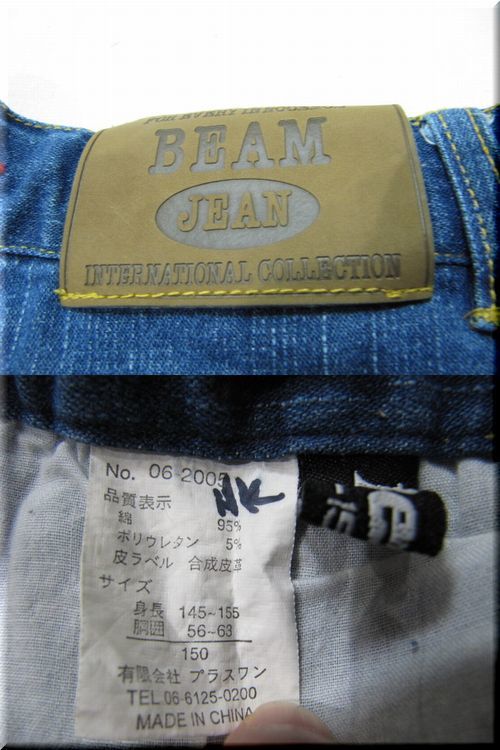 BEAM
JEAN
INTERNATIONAL COLLECTION
No. 06-2005
NK
品質表示
綿 95%
ポリウレタン 5%
皮ラベル 合成皮革
サイズ
身長 145~155
胸囲 56~63
150
有限会社 プラスワン
TEL.06-6125-0200
MADE IN CHINA